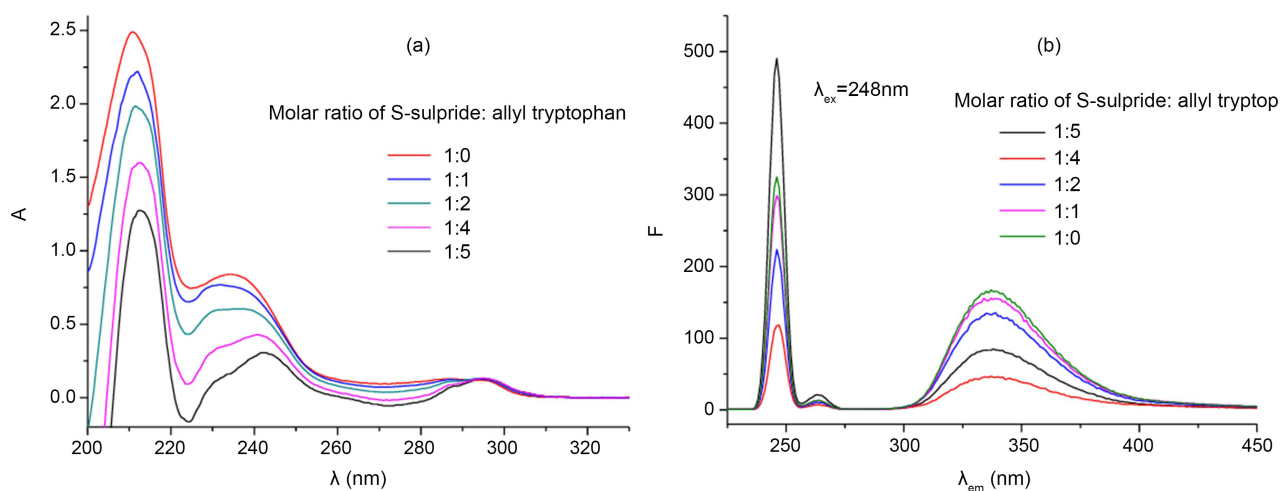 (a)
Molar ratio of S-sulpride: allyl tryptophan
1:0
1:1
1:2
1:4
1:5
A
2.5
2.0
1.5
1.0
0.5
0.0
200 220 240 260 280 300 320
λ (nm)
(b)
λex=248nm
Molar ratio of S-sulpride: allyl tryptop
1:5
1:4
1:2
1:1
1:0
F
500
400
300
200
100
0
250 300 350 400 450
λem (nm)